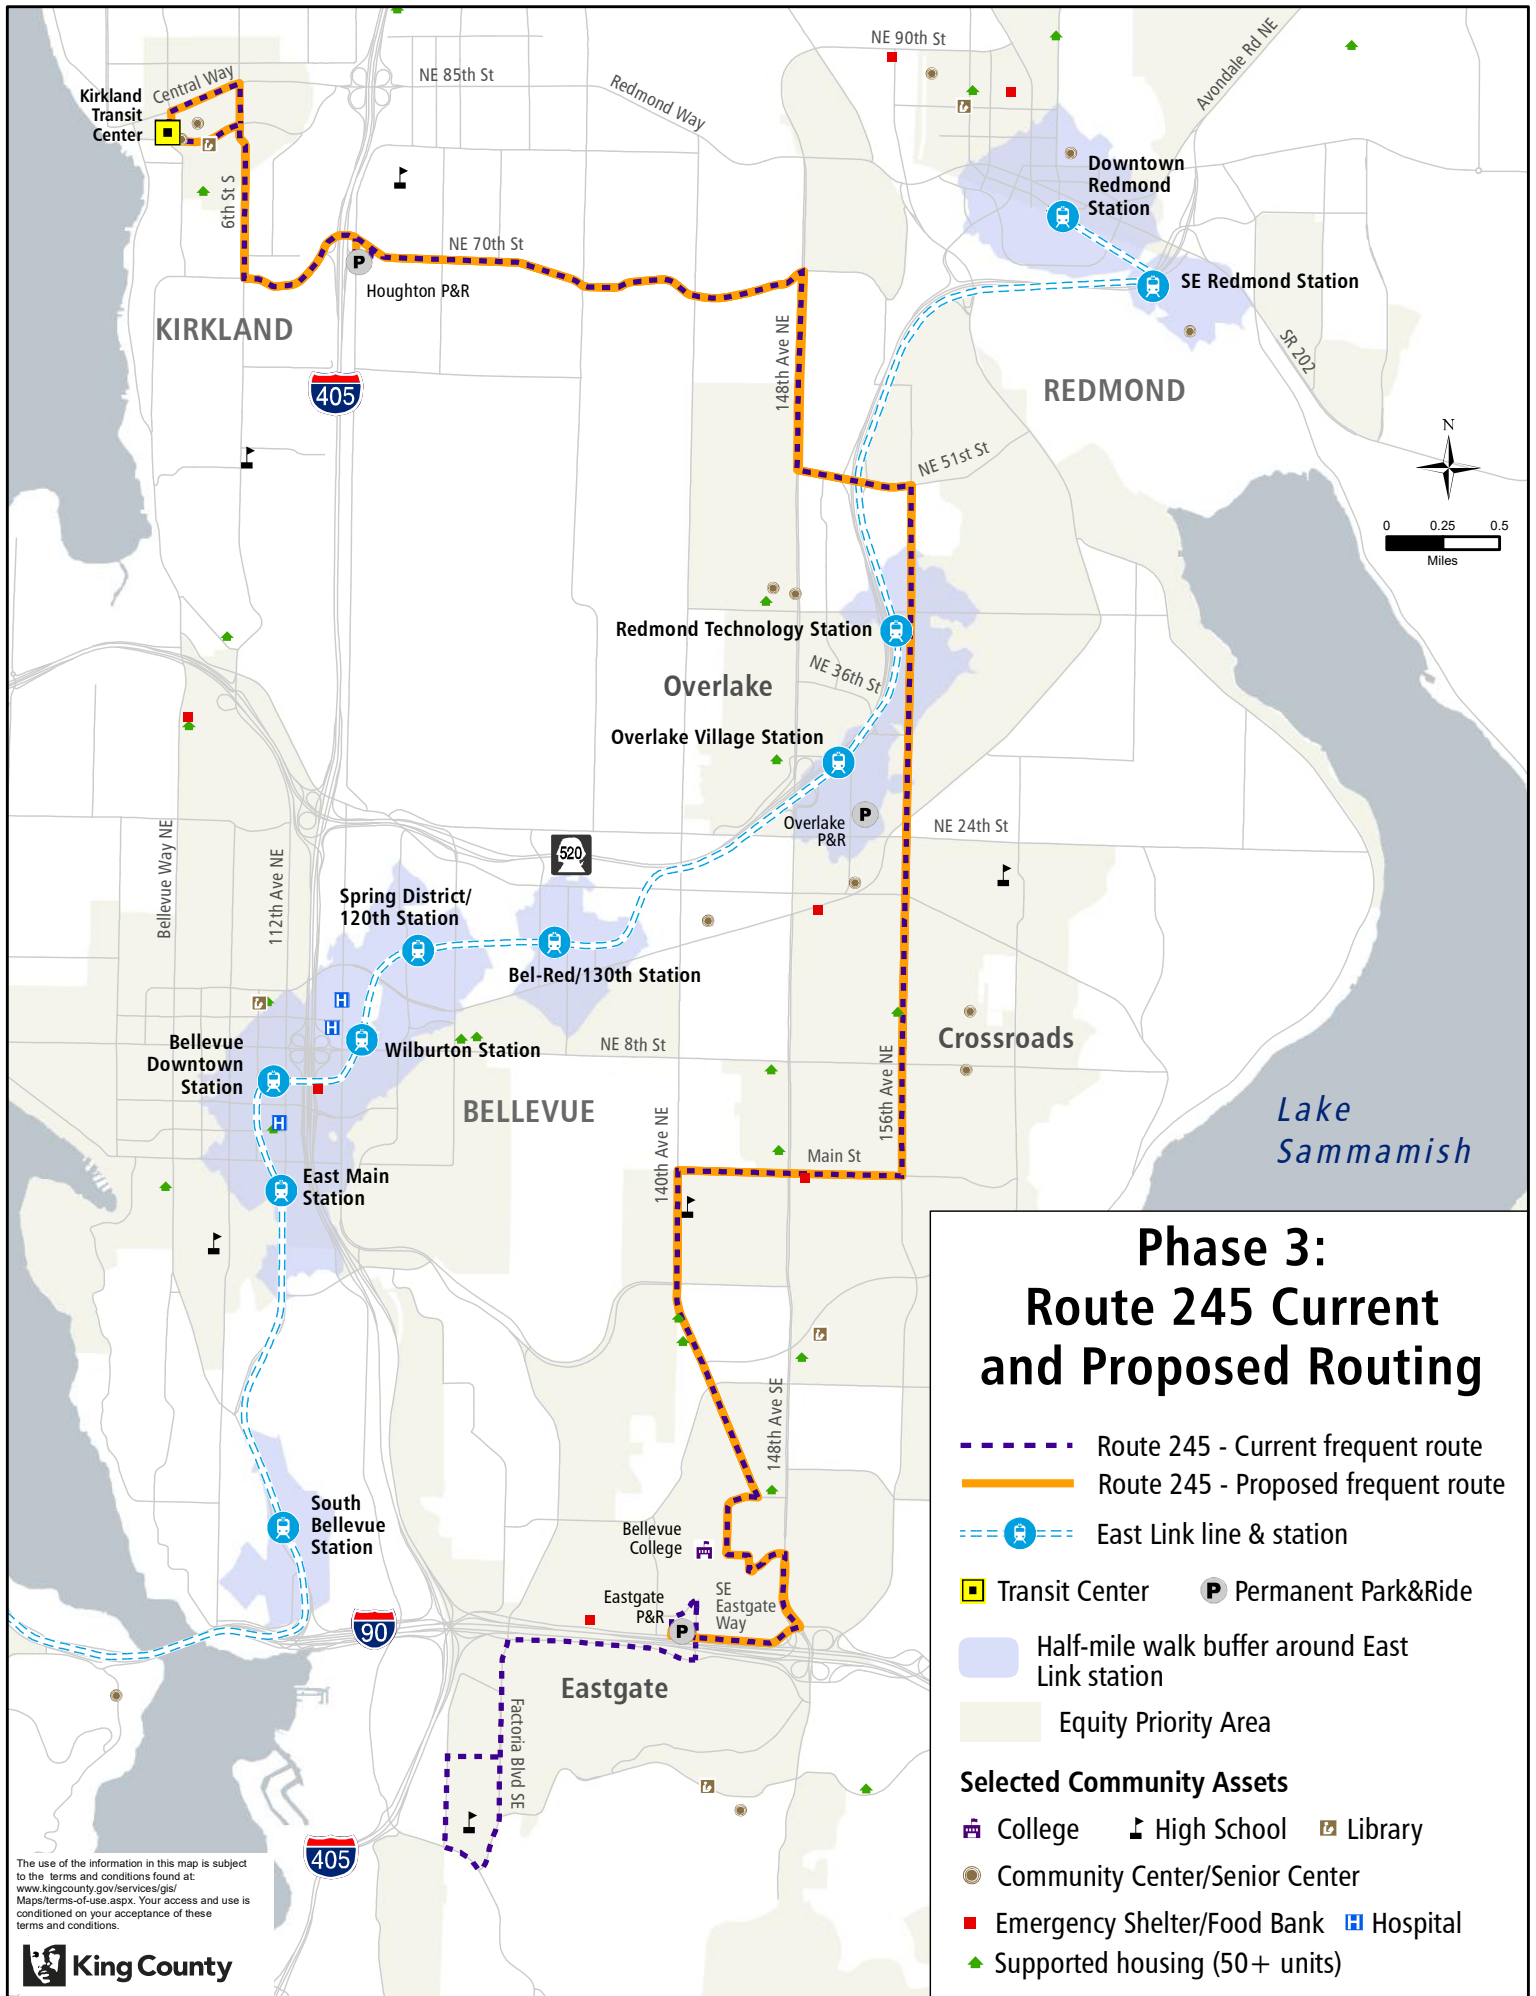 NE 90th St
Avondale Rd NE
NE 85th St
Central Way
Redmond Way
Kirkland
Transit
Center
Downtown
Redmond
Station
6th St S
NE 70th St
Houghton P&R
SE Redmond Station
KIRKLAND
148th Ave NE
SR 202
405
REDMOND
N
NE 51st St
0 0.25 0.5
Miles
Redmond Technology Station
NE 36th St
Overlake
Overlake Village Station
P
Overlake
P&R
NE 24th St
Bellevue Way NE
112th Ave NE
520
Spring District/
120th Station
Bel-Red/130th Station
H
H
Bellevue
Downtown
Station
Wilburton Station
NE 8th St
Crossroads
156th Ave NE
BELLEVUE
H
140th Ave NE
Main St
Lake
Sammamish
East Main
Station
148th Ave SE
South
Bellevue
Station
Bellevue
College
Eastgate
P&R
P
SE
Eastgate
Way
90
Eastgate
Factoria Blvd SE
405
P
Phase 3:
Route 245 Current
and Proposed Routing
Route 245 - Current frequent route
Route 245 - Proposed frequent route
East Link line & station
Transit Center
P Permanent Park&Ride
Half-mile walk buffer around East
Link station
Equity Priority Area
Selected Community Assets
College
High School
Library
Community Center/Senior Center
Emergency Shelter/Food Bank
H Hospital
Supported housing (50+ units)
The use of the information in this map is subject
to the terms and conditions found at:
www.kingcounty.gov/services/gis/
Maps/terms-of-use.aspx. Your access and use is
conditioned on your acceptance of these
terms and conditions.
King County